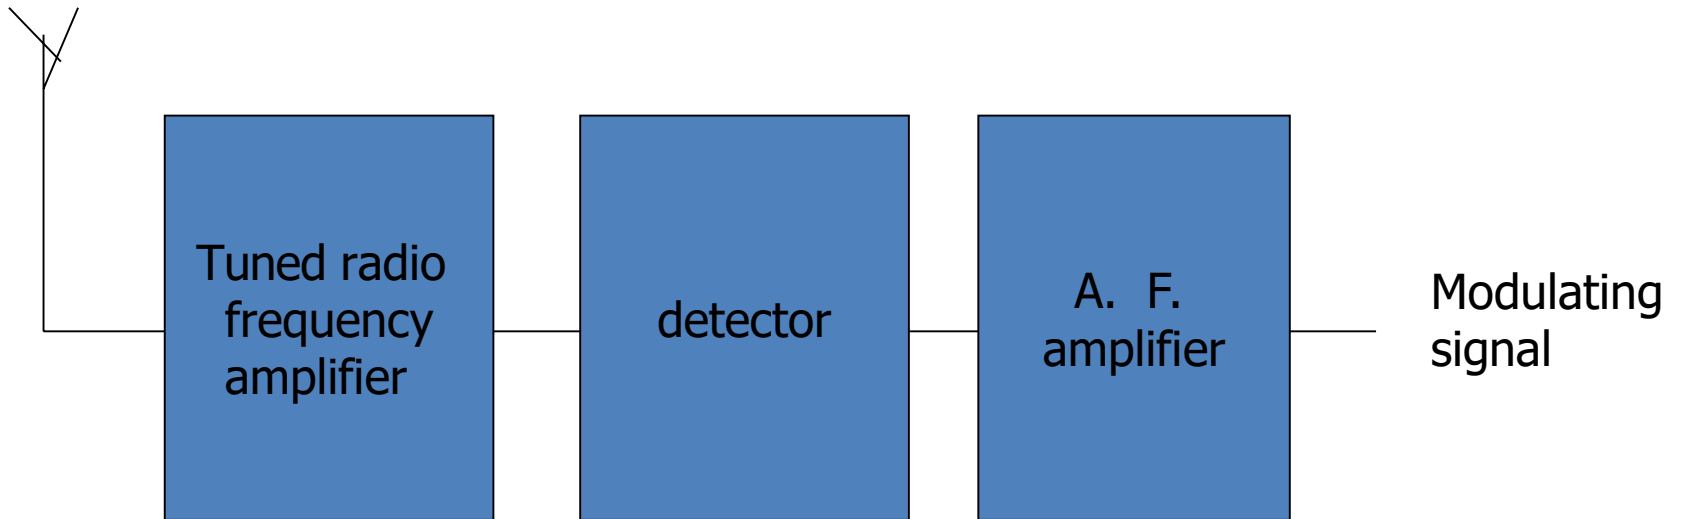 Tuned radio
frequency
amplifier
detector
A. F.
amplifier
Modulating
signal